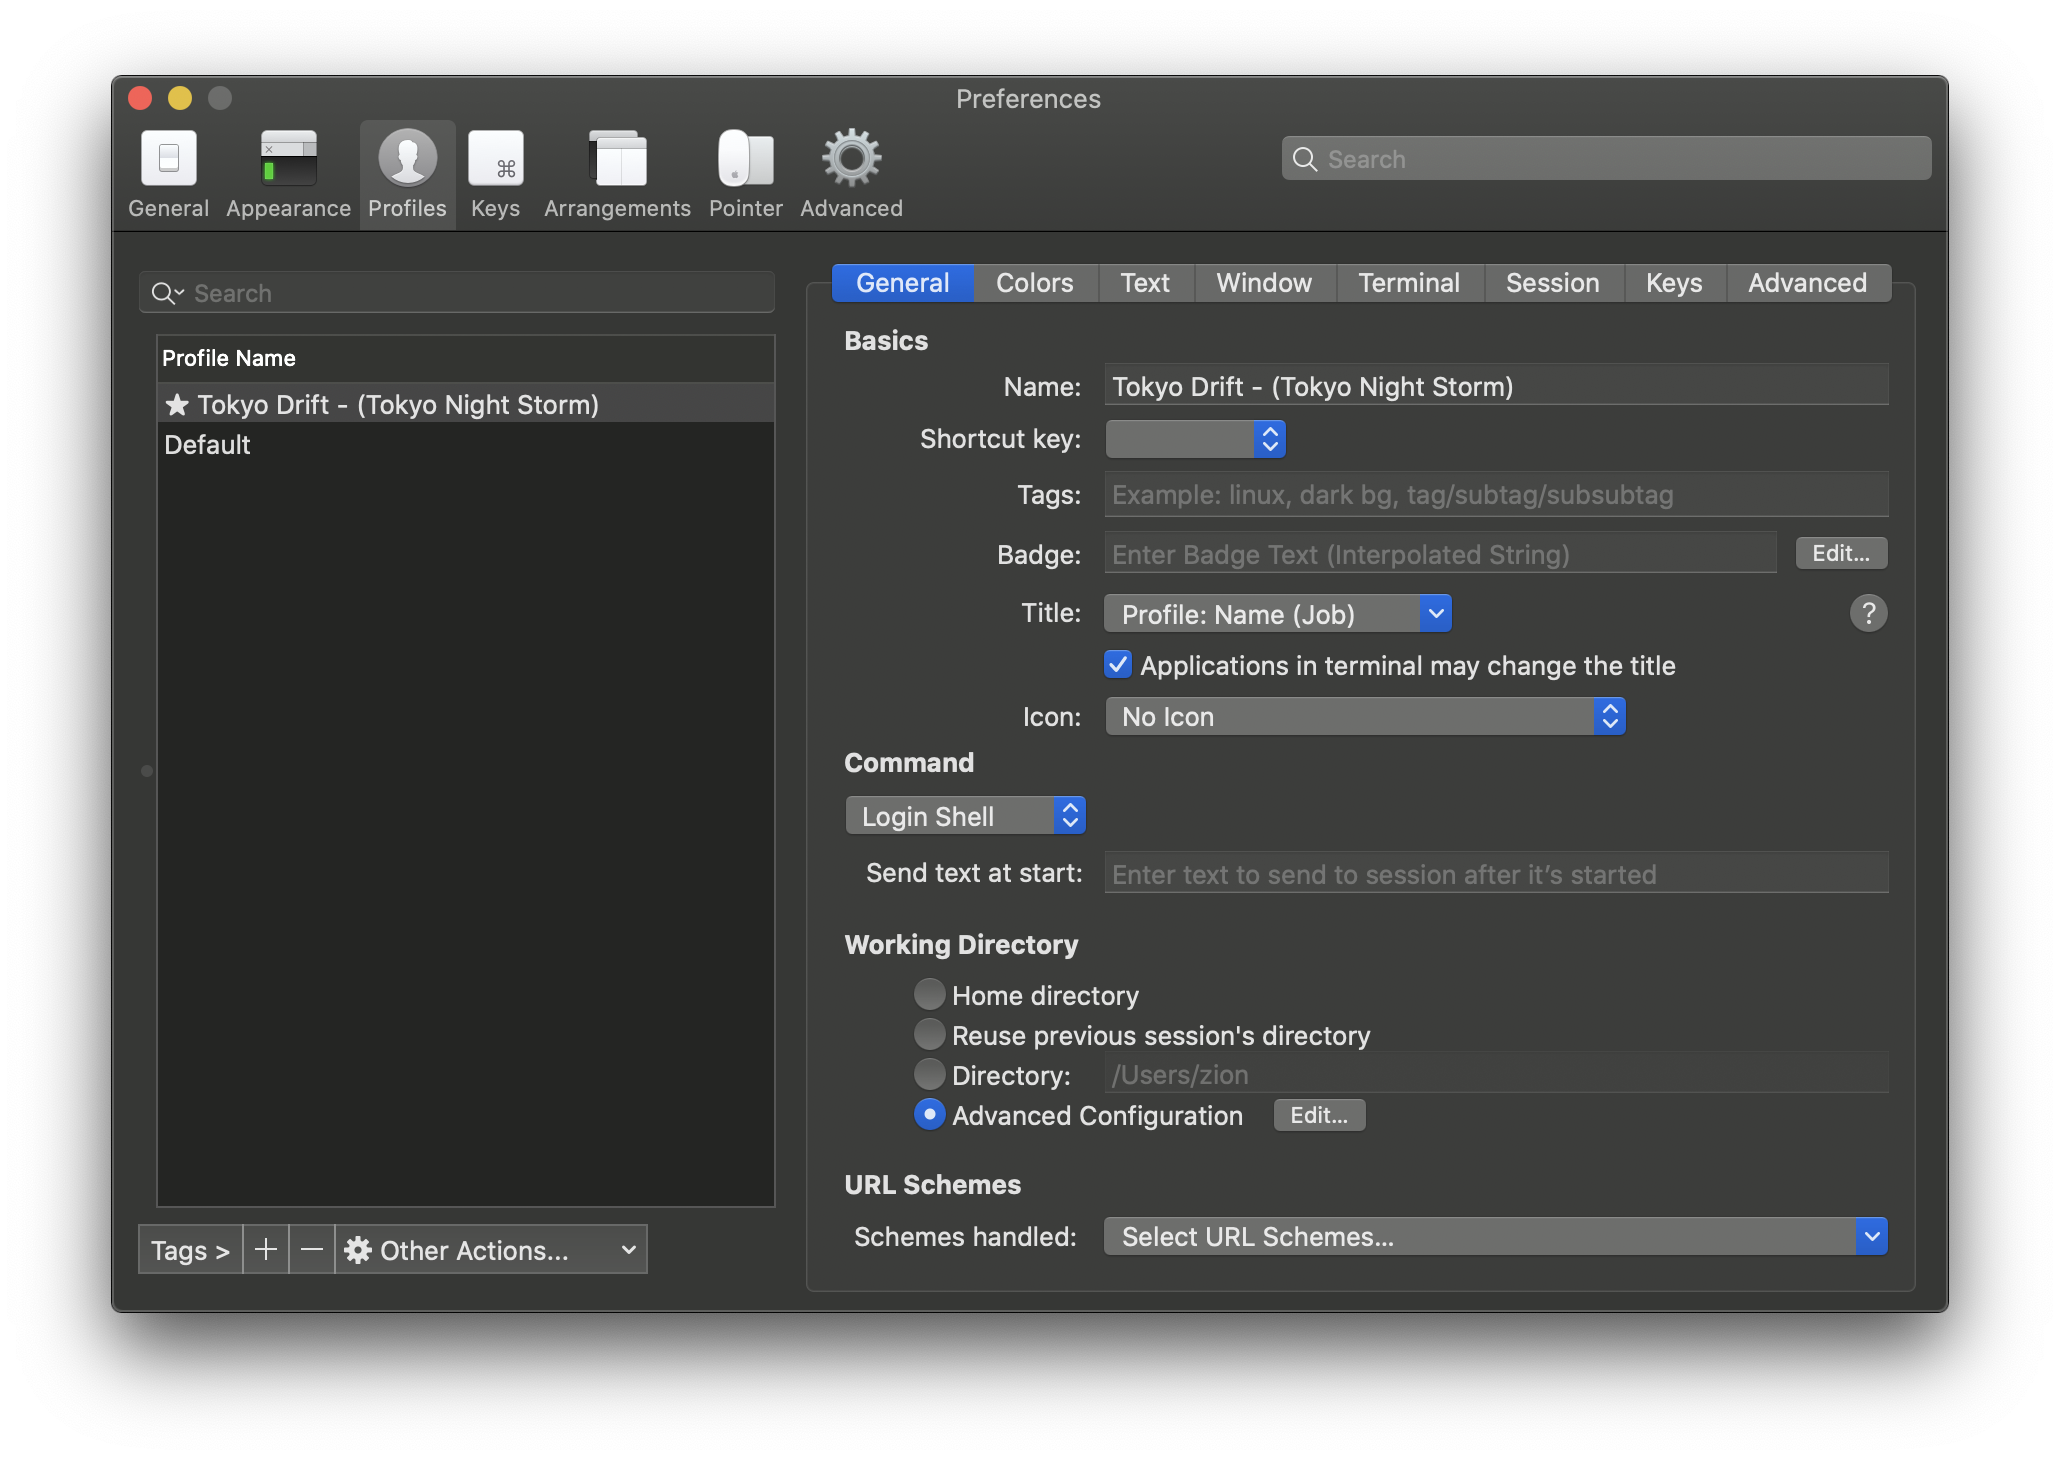 Preferences
General Appearance Profiles Keys Arrangements Pointer Advanced
Search
Search
Profile Name
★ Tokyo Drift - (Tokyo Night Storm)
Default
Tags > + — Other Actions...
General Colors Text Window Terminal Session Keys Advanced
Basics
Name: Tokyo Drift - (Tokyo Night Storm)
Shortcut key:
Tags: Example: linux, dark bg, tag/subtag/subsubtag
Badge: Enter Badge Text (Interpolated String) Edit...
Title: Profile: Name (Job) ?
Applications in terminal may change the title
Icon: No Icon
Command
Login Shell
Send text at start: Enter text to send to session after it’s started
Working Directory
Home directory
Reuse previous session's directory
Directory: /Users/zion
Advanced Configuration Edit...
URL Schemes
Schemes handled: Select URL Schemes...